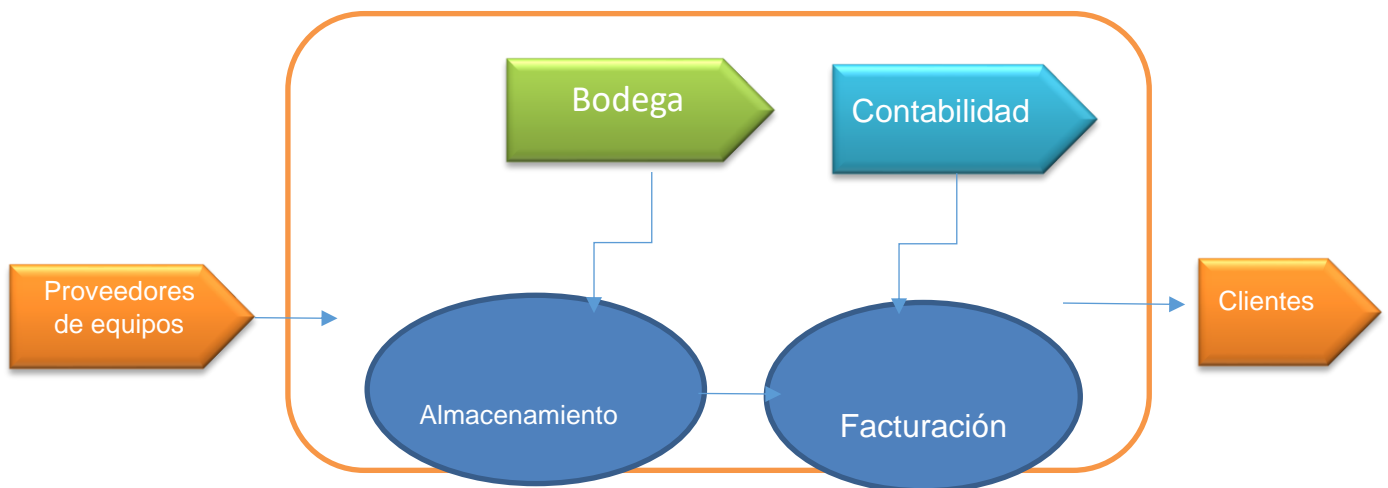 Bodega
Contabilidad
Proveedores
de equipos
Clientes
Almacenamiento
Facturación